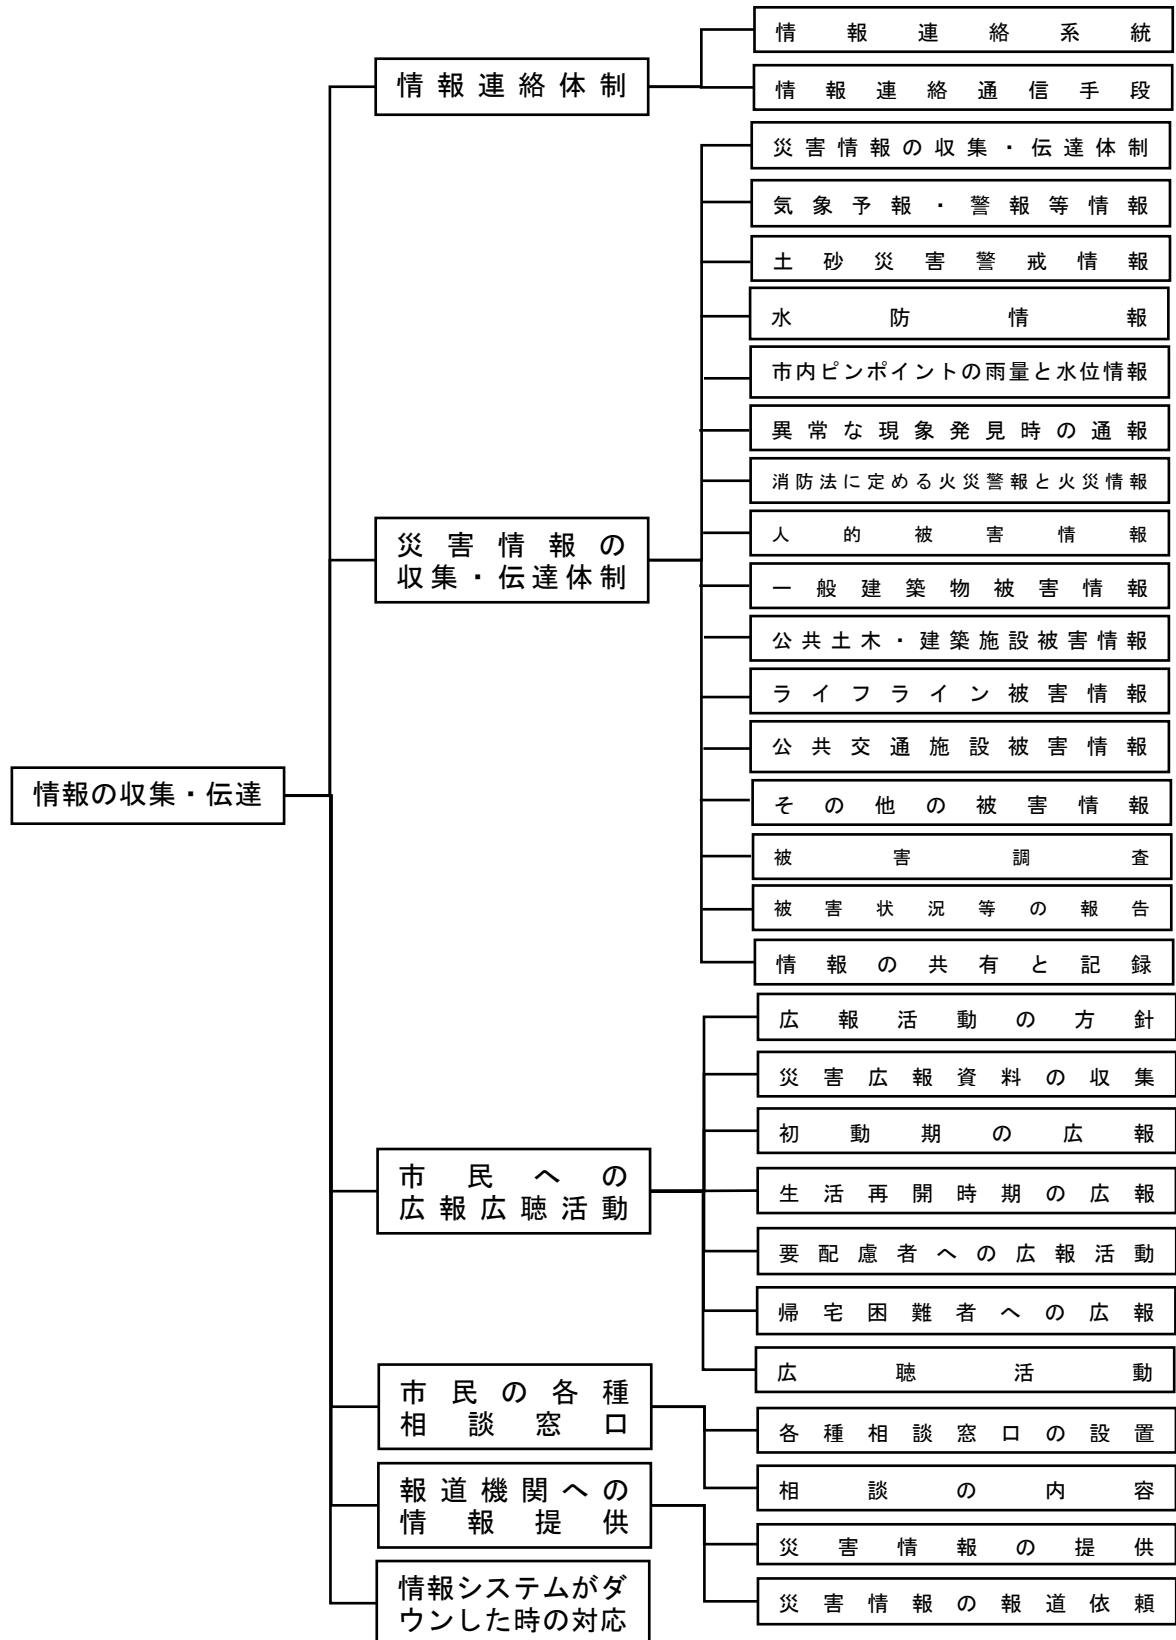 情報の収集・伝達
情報連絡体制
情報連絡系統
情報連絡通信手段
災害情報の
収集・伝達体制
災害情報の収集・伝達体制
気象予報・警報等情報
土砂災害警戒情報
水防情報
市内ピンポイントの雨量と水位情報
異常な現象発見時の通報
消防法に定める火災警報と火災情報
人的被害情報
一般建築物被害情報
公共土木・建築施設被害情報
ライフライン被害情報
公共交通施設被害情報
その他の被害情報
被害調査
被害状況等の報告
情報の共有と記録
市民への
広報広聴活動
広報活動の方針
災害広報資料の収集
初動期の広報
生活再開時期の広報
要配慮者への広報活動
帰宅困難者への広報
広聴活動
市民の各種
相談窓口
各種相談窓口の設置
相談の内容
報道機関への
情報提供
災害情報の提供
災害情報の報道依頼
情報システムがダ
ウンした時の対応